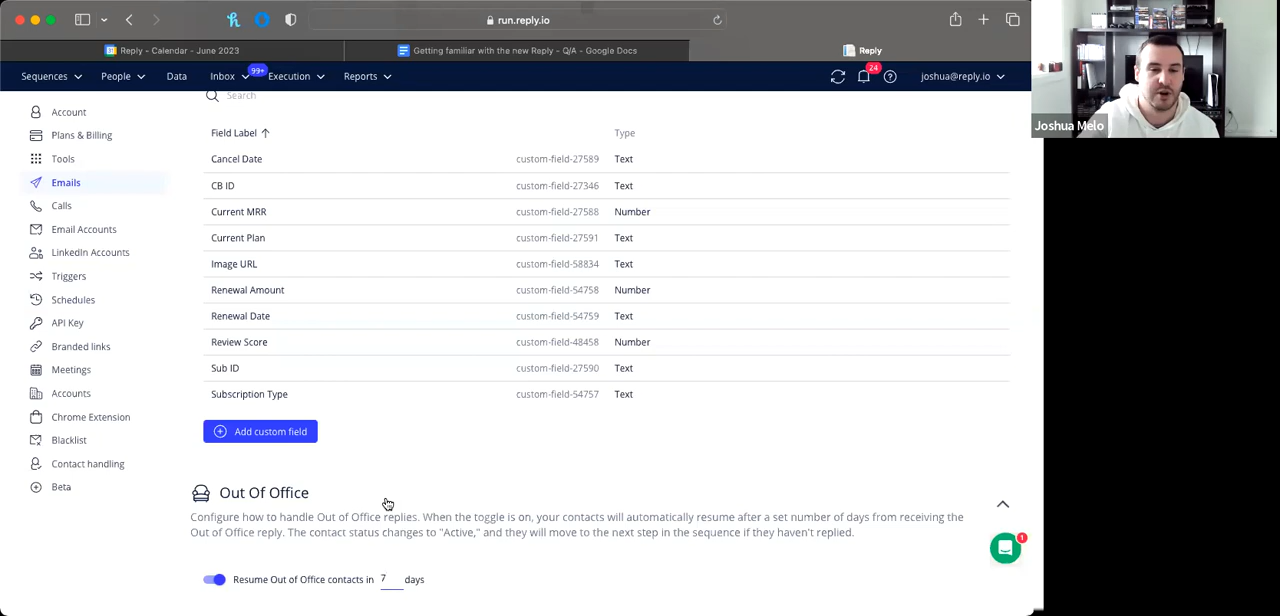 run.reply.io
Reply - Calendar - June 2023
Getting familiar with the new Reply - Q/A - Google Docs
Reply
Sequences
People
Data
Inbox
99+
Execution
Reports
24
joshua@reply.io
Joshua Melo
Account
Plans & Billing
Tools
Emails
Calls
Email Accounts
LinkedIn Accounts
Triggers
Schedules
API Key
Branded links
Meetings
Accounts
Chrome Extension
Blacklist
Contact handling
Beta
Search
Field Label Type
Cancel Date custom-field-27589 Text
CB ID custom-field-27346 Text
Current MRR custom-field-27588 Number
Current Plan custom-field-27591 Text
Image URL custom-field-58834 Text
Renewal Amount custom-field-54758 Number
Renewal Date custom-field-54759 Text
Review Score custom-field-48458 Number
Sub ID custom-field-27590 Text
Subscription Type custom-field-54757 Text
Add custom field
Out Of Office
Configure how to handle Out of Office replies. When the toggle is on, your contacts will automatically resume after a set number of days from receiving the
Out of Office reply. The contact status changes to "Active," and they will move to the next step in the sequence if they haven't replied.
Resume Out of Office contacts in 7 days
1